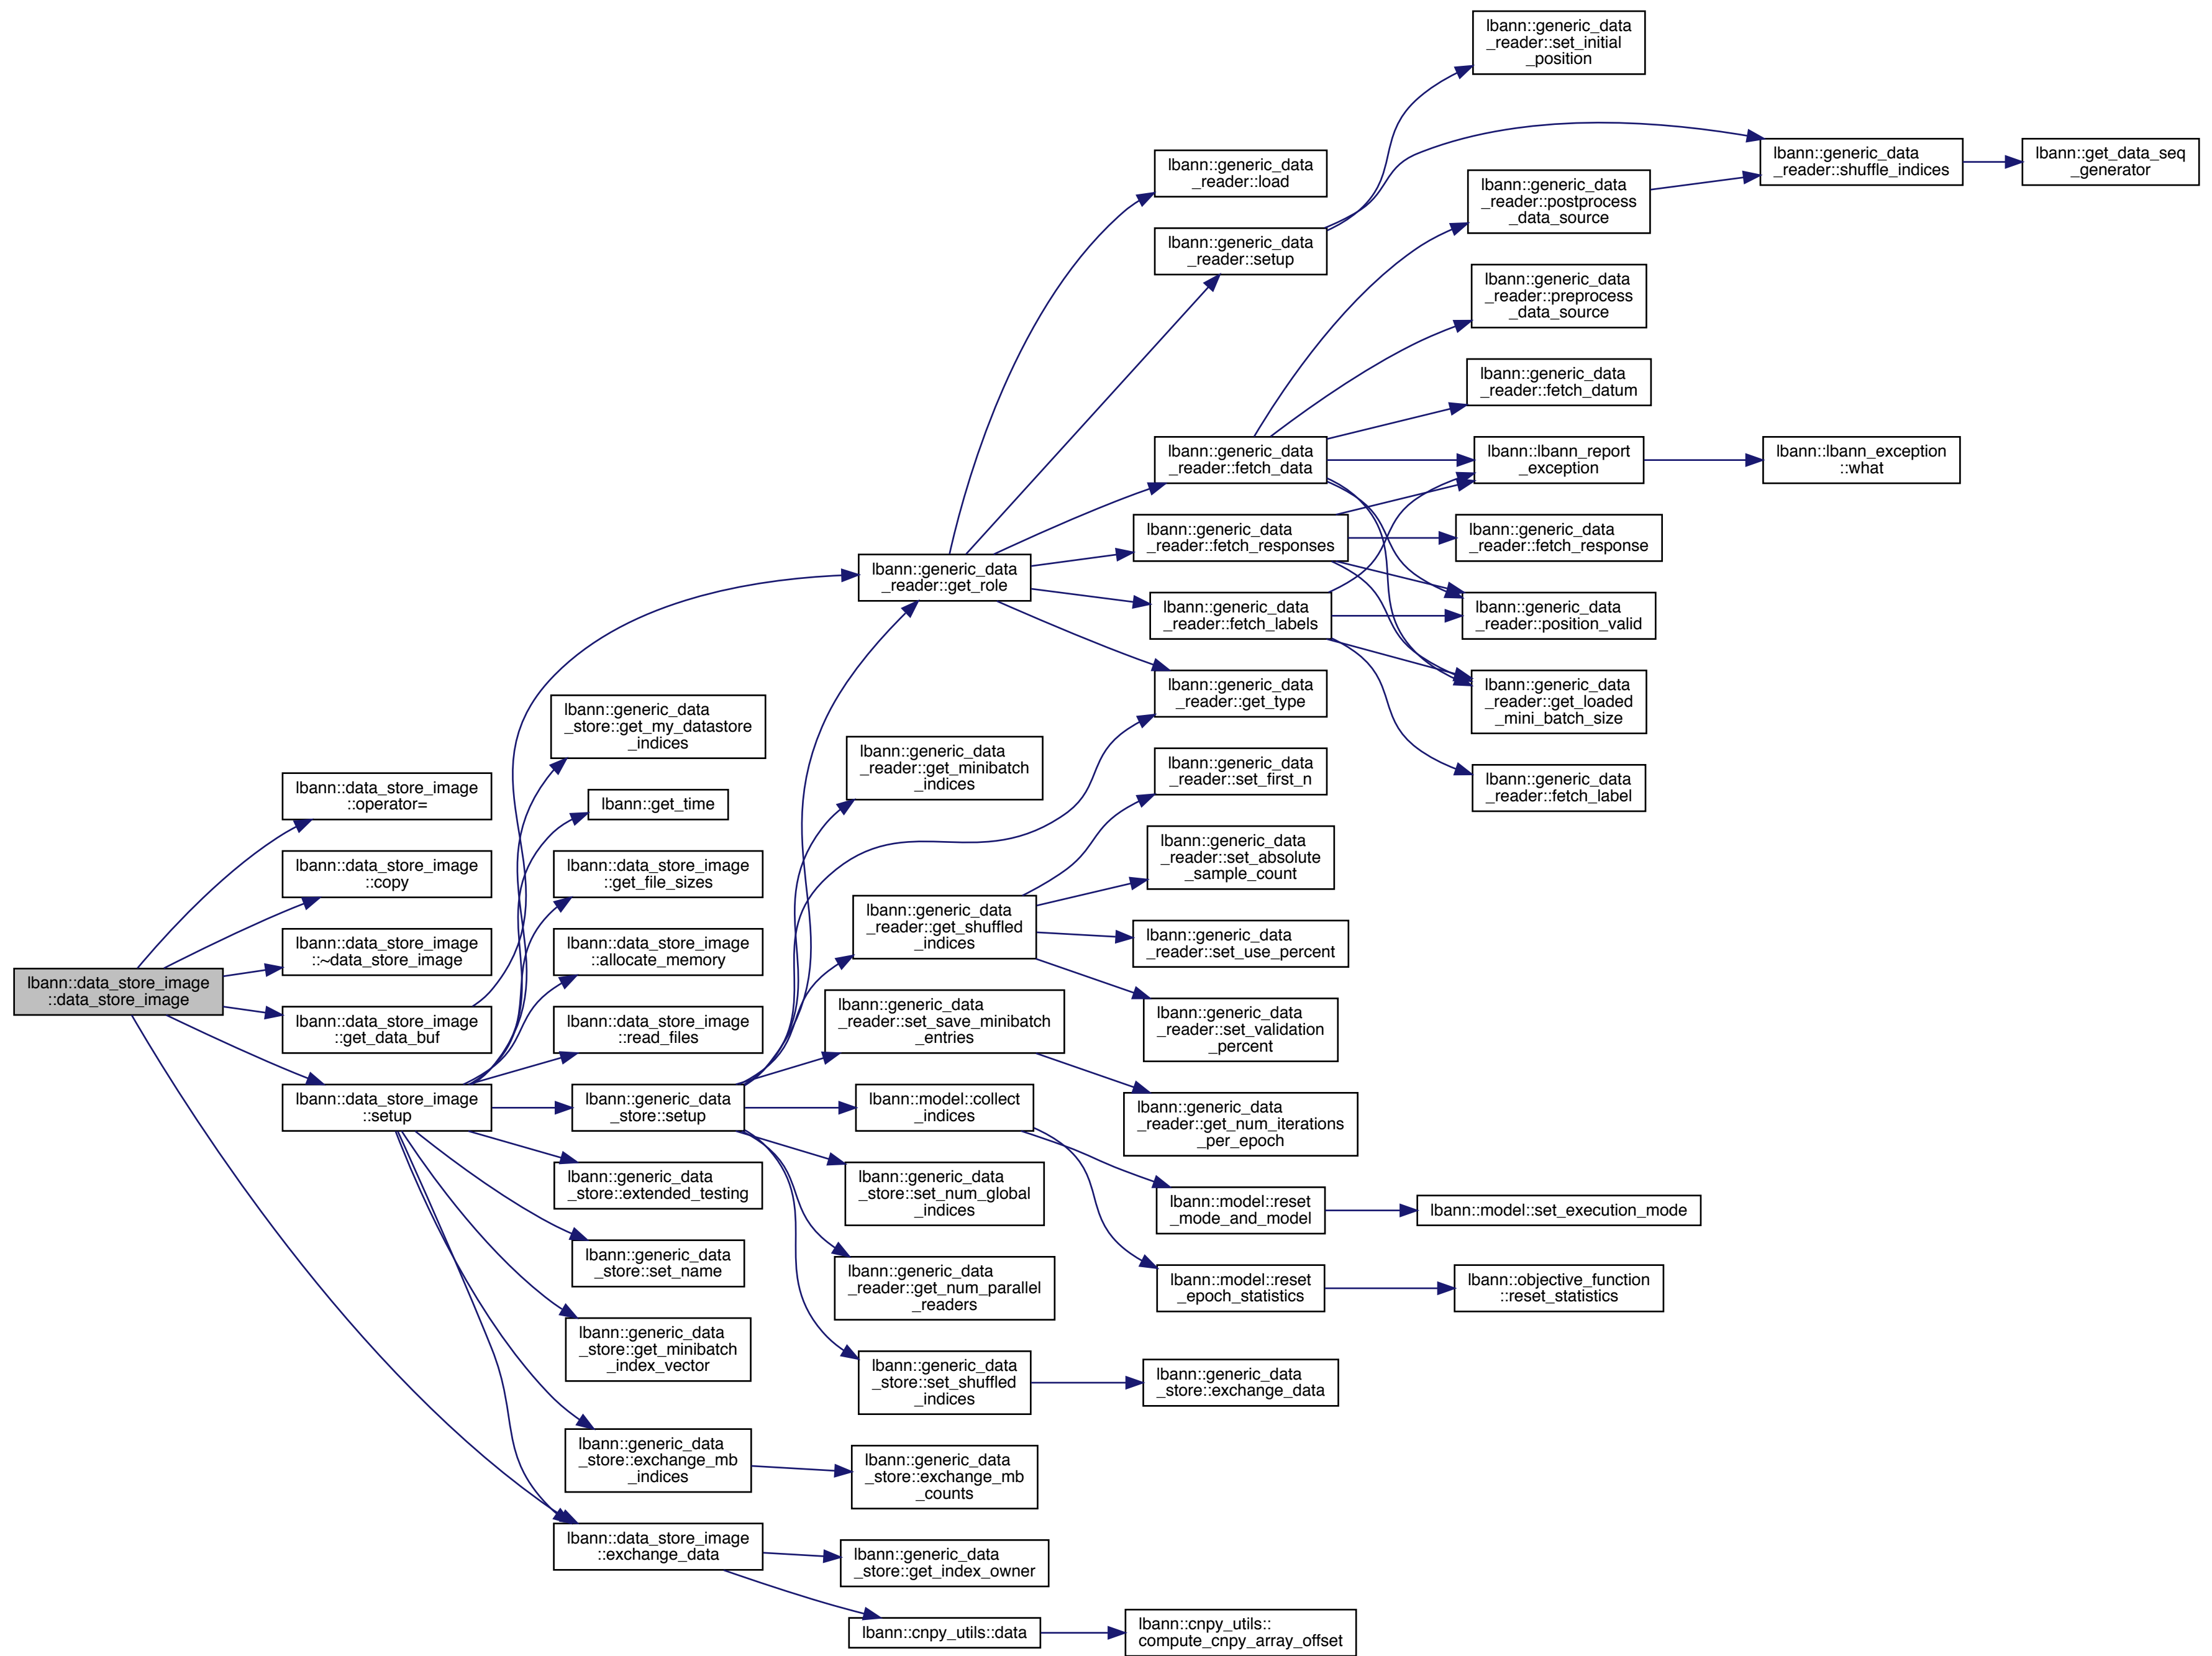 lbann::data_store_image
::data_store_image
lbann::data_store_image
::operator=
lbann::data_store_image
::copy
lbann::data_store_image
::~data_store_image
lbann::data_store_image
::get_data_buf
lbann::data_store_image
::setup
lbann::generic_data
_store::get_my_datastore
_indices
lbann::get_time
lbann::data_store_image
::get_file_sizes
lbann::data_store_image
::allocate_memory
lbann::data_store_image
::read_files
lbann::generic_data
_store::setup
lbann::generic_data
_store::extended_testing
lbann::generic_data
_store::set_name
lbann::generic_data
_store::get_minibatch
_index_vector
lbann::generic_data
_store::exchange_mb
_indices
lbann::data_store_image
::exchange_data
lbann::generic_data
_reader::get_role
lbann::generic_data
_reader::get_minibatch
_indices
lbann::generic_data
_reader::get_shuffled
_indices
lbann::generic_data
_reader::set_save_minibatch
_entries
lbann::model::collect
_indices
lbann::generic_data
_store::set_num_global
_indices
lbann::generic_data
_reader::get_num_parallel
_readers
lbann::generic_data
_store::set_shuffled
_indices
lbann::generic_data
_store::exchange_mb
_counts
lbann::generic_data
_store::get_index_owner
lbann::cnpy_utils::data
lbann::generic_data
_reader::load
lbann::generic_data
_reader::setup
lbann::generic_data
_reader::fetch_data
lbann::generic_data
_reader::fetch_responses
lbann::generic_data
_reader::fetch_labels
lbann::generic_data
_reader::get_type
lbann::generic_data
_reader::set_first_n
lbann::generic_data
_reader::set_absolute
_sample_count
lbann::generic_data
_reader::set_use_percent
lbann::generic_data
_reader::set_validation
_percent
lbann::generic_data
_reader::get_num_iterations
_per_epoch
lbann::model::reset
_mode_and_model
lbann::model::reset
_epoch_statistics
lbann::generic_data
_store::exchange_data
lbann::cnpy_utils::
compute_cnpy_array_offset
lbann::generic_data
_reader::set_initial
_position
lbann::generic_data
_reader::postprocess
_data_source
lbann::generic_data
_reader::preprocess
_data_source
lbann::generic_data
_reader::fetch_datum
lbann::lbann_report
_exception
lbann::generic_data
_reader::fetch_response
lbann::generic_data
_reader::position_valid
lbann::generic_data
_reader::get_loaded
_mini_batch_size
lbann::generic_data
_reader::fetch_label
lbann::model::set_execution_mode
lbann::objective_function
::reset_statistics
lbann::generic_data
_reader::shuffle_indices
lbann::lbann_exception
::what
lbann::get_data_seq
_generator